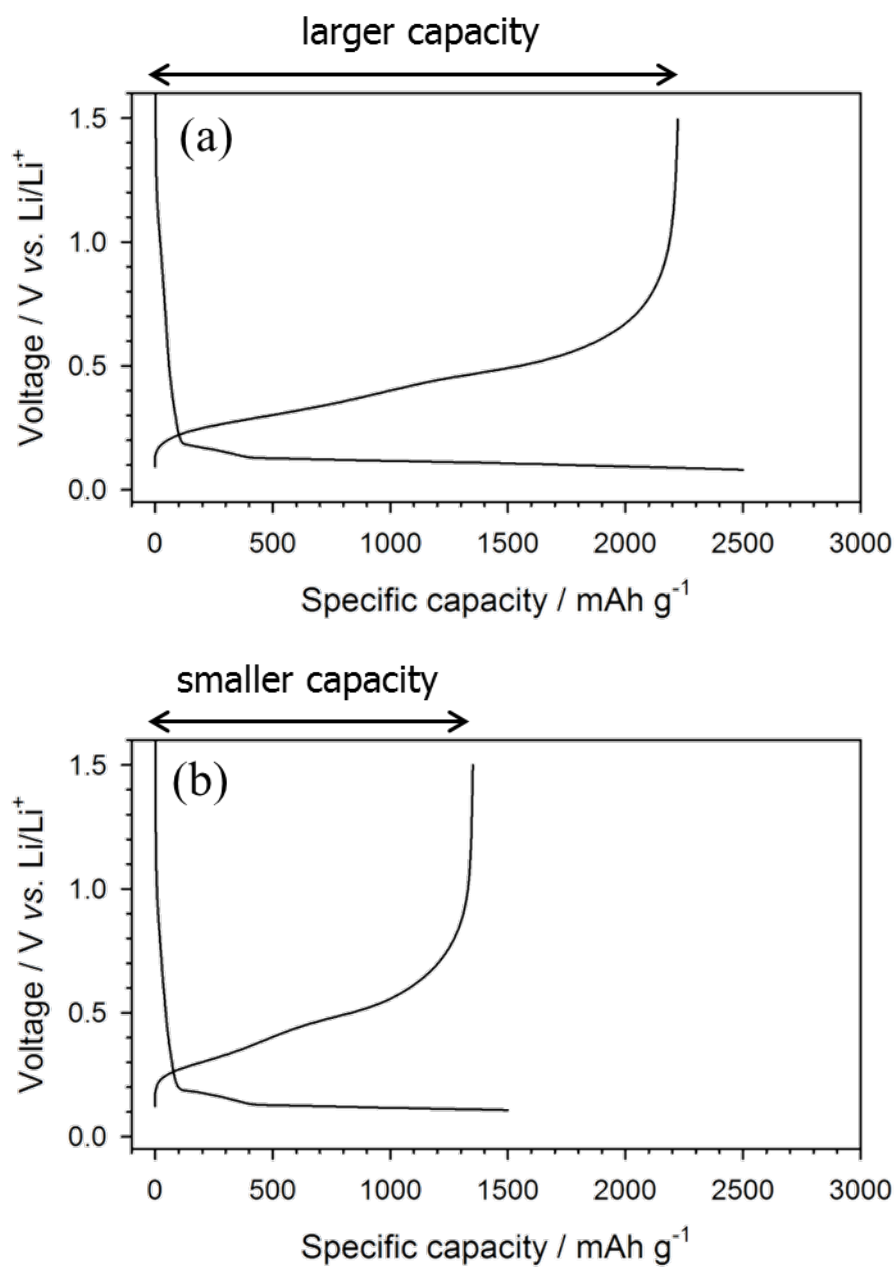 larger capacity
(a)
1.5
1.0
0.5
0.0
Voltage / V vs. Li/Li⁺
0 500 1000 1500 2000 2500 3000
Specific capacity / mAh g⁻¹
smaller capacity
(b)
1.5
1.0
0.5
0.0
Voltage / V vs. Li/Li⁺
0 500 1000 1500 2000 2500 3000
Specific capacity / mAh g⁻¹